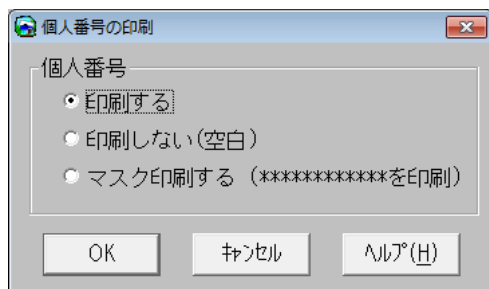 個人番号の印刷
個人番号
印刷する
印刷しない(空白)
マスク印刷する (************を印刷)
OK
ｷｬﾝｾﾙ
ﾍﾙﾌﾟ(H)